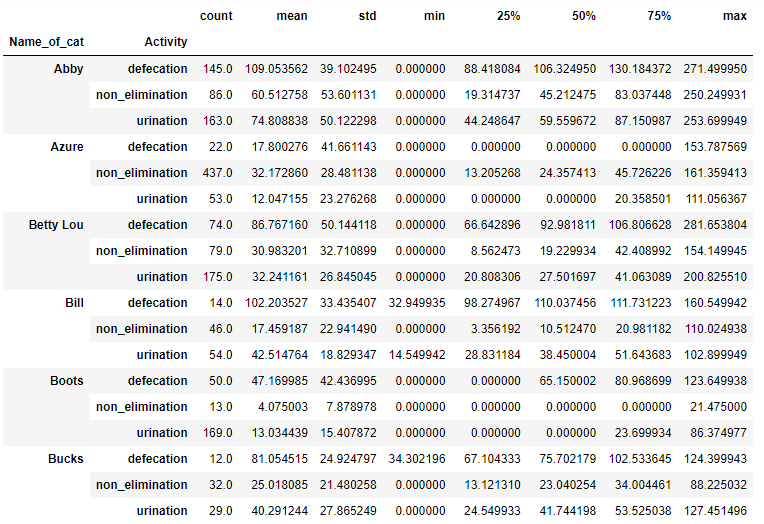 count mean std min 25% 50% 75% max
Name_of_cat Activity
Abby defecation 145.0 109.053562 39.102495 0.000000 88.418084 106.324950 130.184372 271.499950
non_elimination 86.0 60.512758 53.601131 0.000000 19.314737 45.212475 83.037448 250.249931
urination 163.0 74.808838 50.122298 0.000000 44.248647 59.559672 87.150987 253.699949
Azure defecation 22.0 17.800276 41.661143 0.000000 0.000000 0.000000 0.000000 153.787569
non_elimination 437.0 32.172860 28.481138 0.000000 13.205268 24.357413 45.726226 161.359413
urination 53.0 12.047155 23.276268 0.000000 0.000000 0.000000 20.358501 111.056367
Betty Lou defecation 74.0 86.767160 50.144118 0.000000 66.642896 92.981811 106.806628 281.653804
non_elimination 79.0 30.983201 32.710899 0.000000 8.562473 19.229934 42.408992 154.149945
urination 175.0 32.241161 26.845045 0.000000 20.808306 27.501697 41.063089 200.825510
Bill defecation 14.0 102.203527 33.435407 32.949935 98.274967 110.037456 111.731223 160.549942
non_elimination 46.0 17.459187 22.941490 0.000000 3.356192 10.512470 20.981182 110.024938
urination 54.0 42.514764 18.829347 14.549942 28.831184 38.450004 51.643683 102.899949
Boots defecation 50.0 47.169985 42.436995 0.000000 0.000000 65.150002 80.968699 123.649938
non_elimination 13.0 4.075003 7.878978 0.000000 0.000000 0.000000 0.000000 21.475000
urination 169.0 13.034439 15.407872 0.000000 0.000000 0.000000 23.699934 86.374977
Bucks defecation 12.0 81.054515 24.924797 34.302196 67.104333 75.702179 102.533645 124.399943
non_elimination 32.0 25.018085 21.480258 0.000000 13.121310 23.040254 34.004461 88.225032
urination 29.0 40.291244 27.865249 0.000000 24.549933 41.744198 53.525038 127.451496